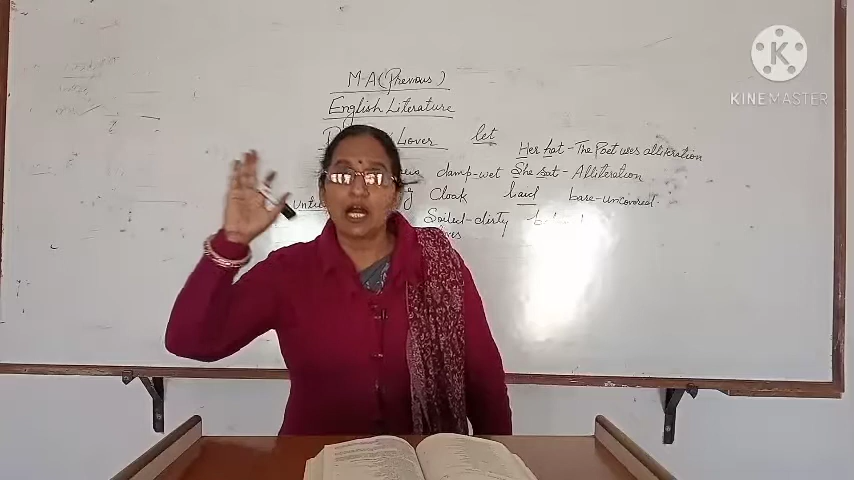 M.A (Previous)
English Literature
Lover let
Her hat - The Poet uses alliteration
damp-wet She sat - Alliteration
Cloak laid bare-uncovered.
Soiled-dirty
KINEMASTER